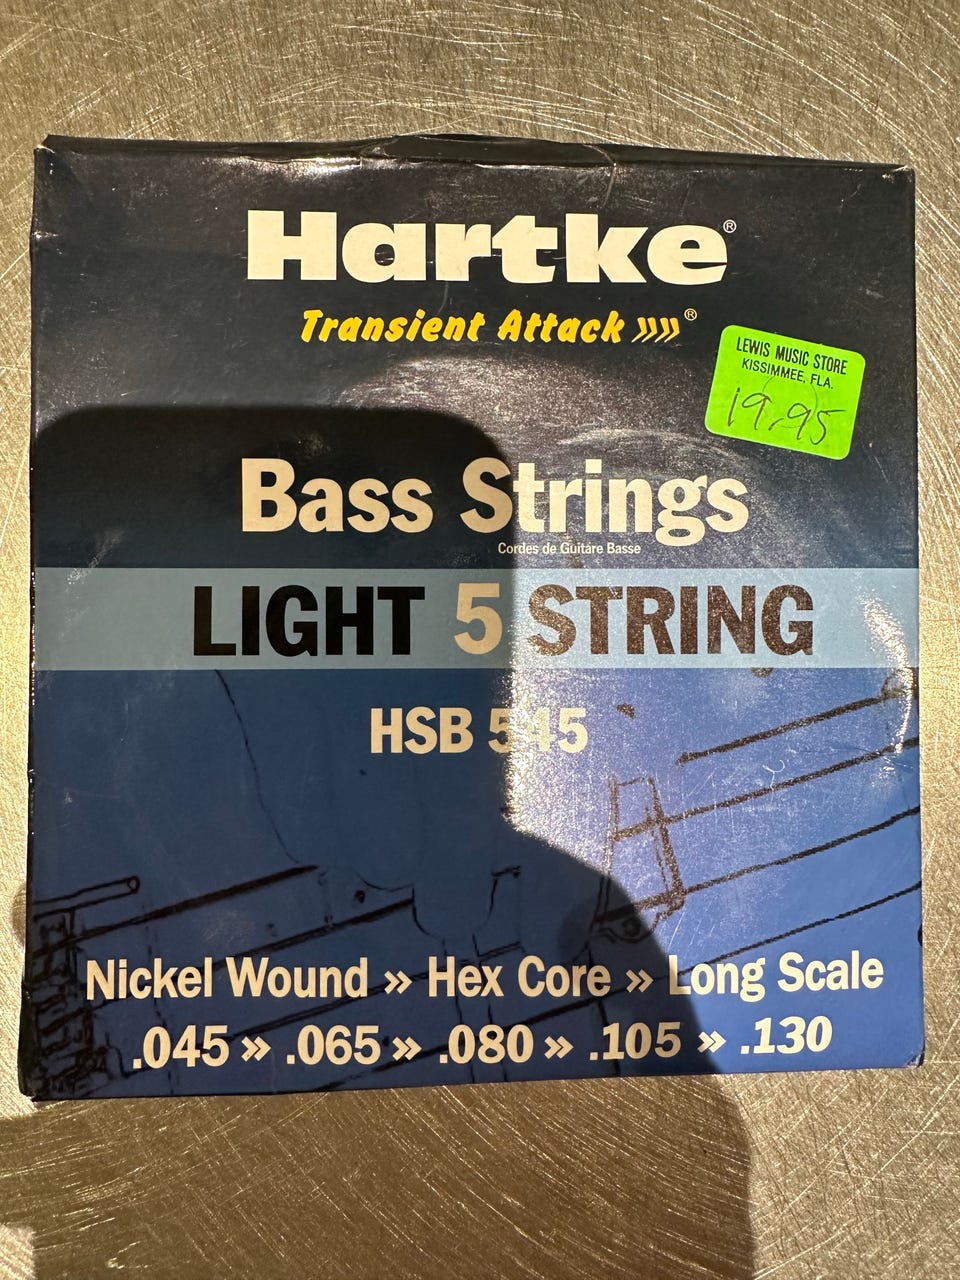 Hartke®
Transient Attack »»®
LEWIS MUSIC STORE
KISSIMMEE, FLA.
19.95
Bass Strings
Cordes de Guitare Basse
LIGHT 5 STRING
HSB 545
Nickel Wound » Hex Core » Long Scale
.045 » .065 » .080 » .105 » .130